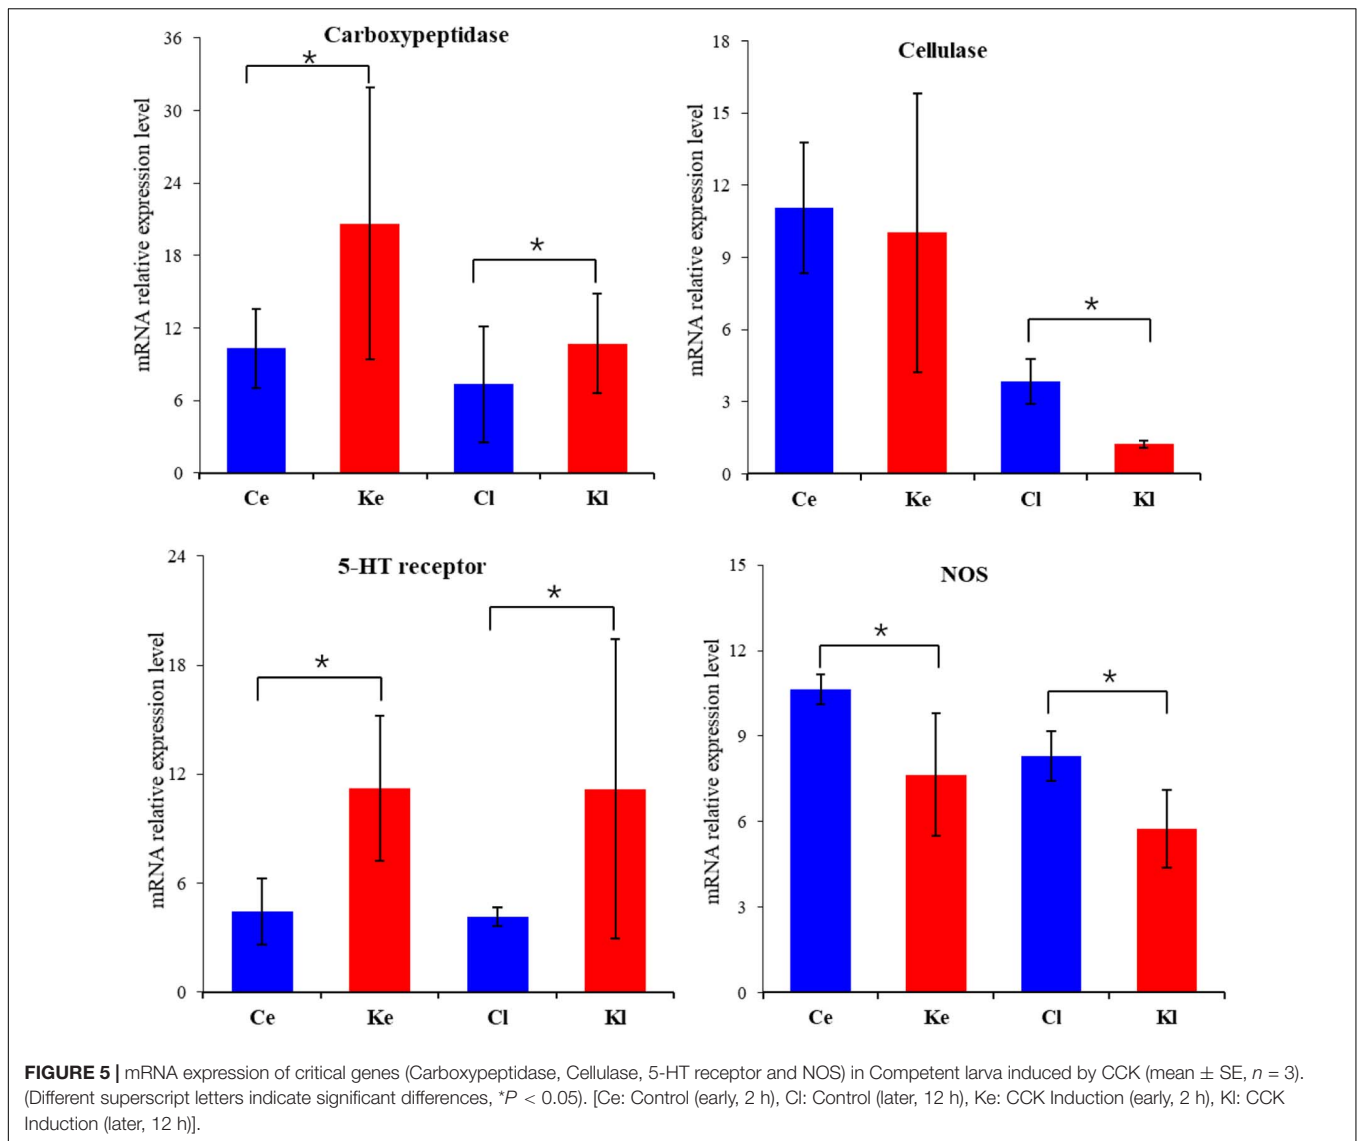 Carboxypeptidase
mRNA relative expression level
36
30
24
18
12
6
0
*
*
Ce Ke Cl Kl
Cellulase
mRNA relative expression level
18
15
12
9
6
3
0
*
Ce Ke Cl Kl
5-HT receptor
mRNA relative expression level
24
18
12
6
0
*
*
Ce Ke Cl Kl
NOS
mRNA relative expression level
15
12
9
6
3
0
*
*
Ce Ke Cl Kl
FIGURE 5 | mRNA expression of critical genes (Carboxypeptidase, Cellulase, 5-HT receptor and NOS) in Competent larva induced by CCK (mean ± SE, n = 3).
(Different superscript letters indicate significant differences, *P < 0.05). [Ce: Control (early, 2 h), Cl: Control (later, 12 h), Ke: CCK Induction (early, 2 h), Kl: CCK
Induction (later, 12 h)].